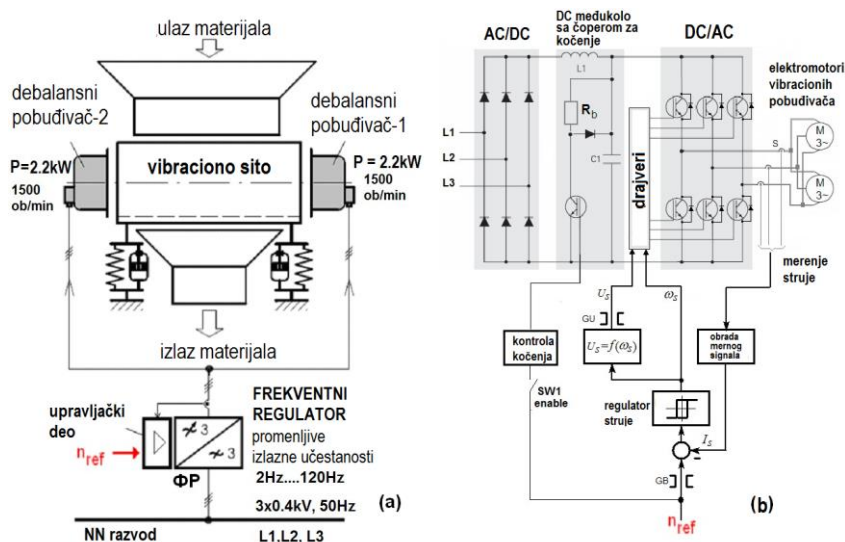 ulaz materijala
debalansni
pobuđivač-2
debalansni
pobuđivač-1
P=2.2kW
1500
ob/min
vibraciono sito
P = 2.2kW
1500
ob/min
izlaz materijala
upravljački
deo
n_ref
3
3
ΦP
FREKVENTNI
REGULATOR
promenljive
izlazne učestanosti
2Hz....120Hz
3x0.4kV, 50Hz
(a)
NN razvod
L1,L2, L3
AC/DC
DC međukolo
sa čoperom za
kočenje
DC/AC
L1
R_b
C1
L1
L2
L3
drajveri
elektromotori
vibracionih
pobuđivača
S
M
3~
M
3~
merenje
struje
U_S
ω_S
GU
kontrola
kočenja
U_S=f(ω_S)
obrada
mernog
signala
SW1
enable
regulator
struje
I_S
-
GB
n_ref
(b)